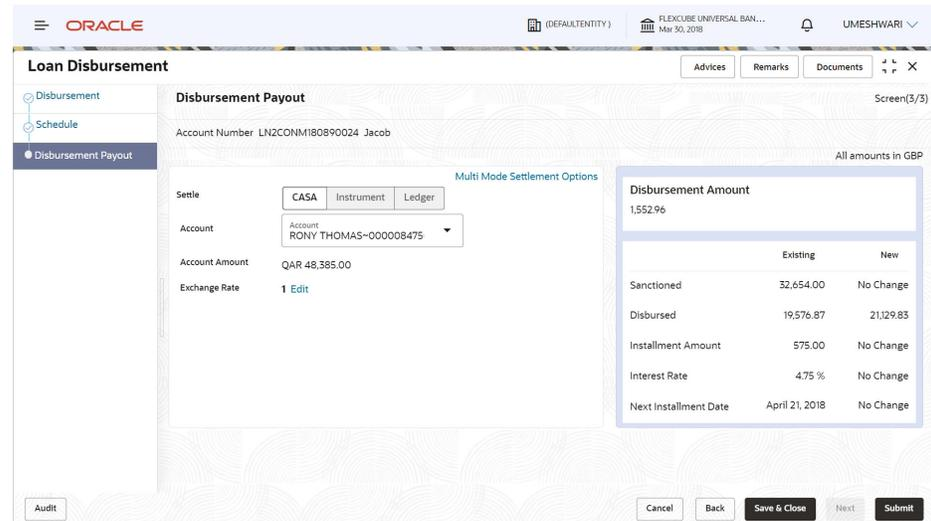 ORACLE
(DEFAULTENTITY )
FLEXCUBE UNIVERSAL BAN...
Mar 30, 2018
UMESHWARI
Loan Disbursement
Advices
Remarks
Documents
Disbursement
Schedule
Disbursement Payout
Disbursement Payout
Screen(3/3)
Account Number LN2CONM180890024 Jacob
All amounts in GBP
Multi Mode Settlement Options
Settle CASA Instrument Ledger
Account
Account
RONY THOMAS~000008475
Account Amount QAR 48,385.00
Exchange Rate 1 Edit
Disbursement Amount
1,552.96
Existing New
Sanctioned 32,654.00 No Change
Disbursed 19,576.87 21,129.83
Installment Amount 575.00 No Change
Interest Rate 4.75 % No Change
Next Installment Date April 21, 2018 No Change
Audit
Cancel
Back
Save & Close
Next
Submit